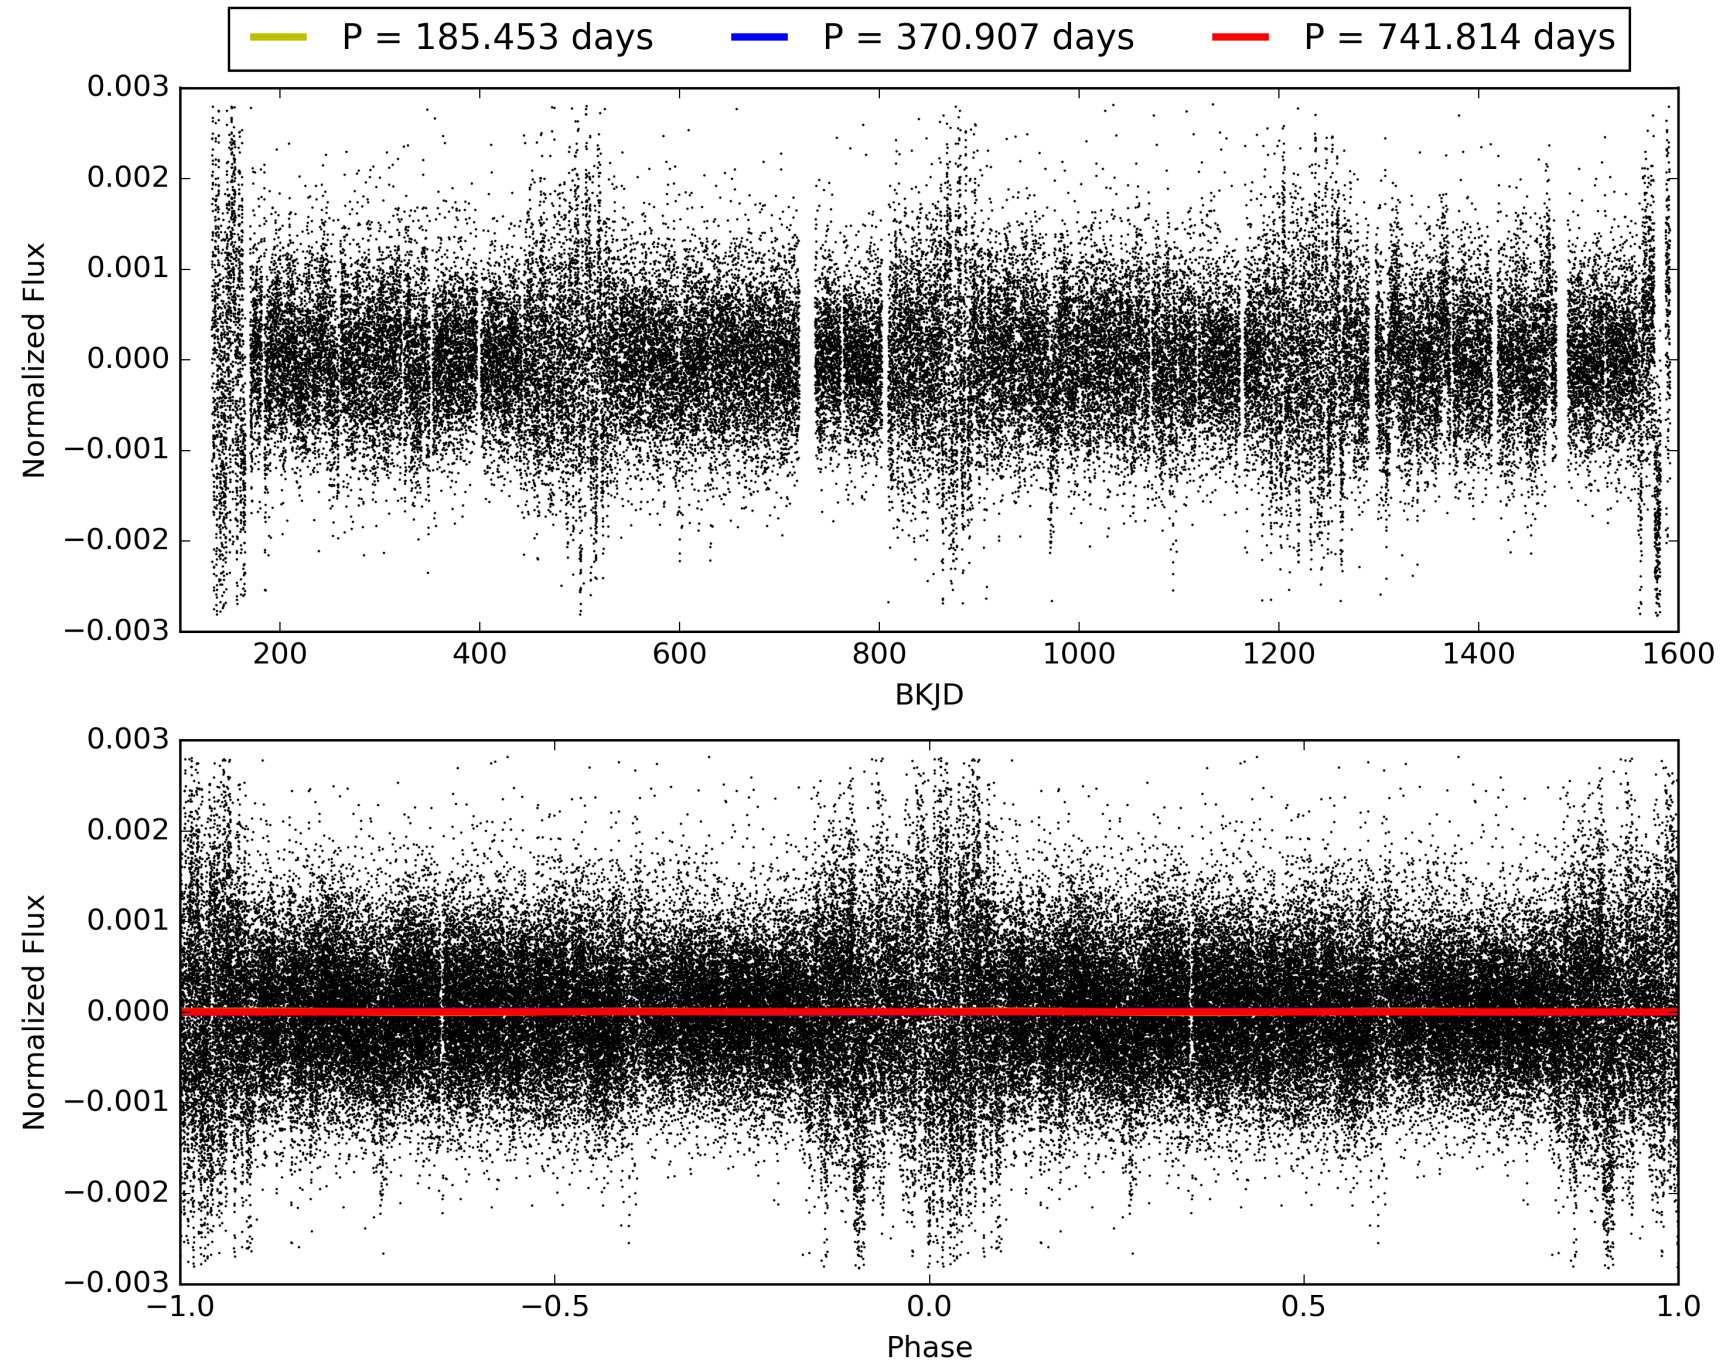 P = 185.453 days P = 370.907 days P = 741.814 days
0.003
0.002
0.001
0.000
−0.001
−0.002
−0.003
Normalized Flux
200 400 600 800 1000 1200 1400 1600
BKJD
0.003
0.002
0.001
0.000
−0.001
−0.002
−0.003
Normalized Flux
−1.0 −0.5 0.0 0.5 1.0
Phase